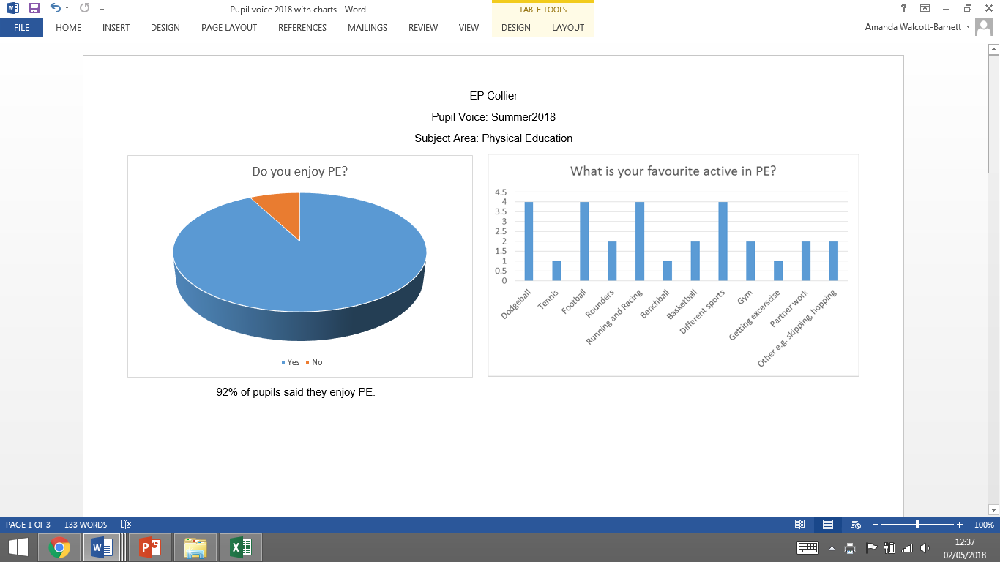 Pupil voice 2018 with charts - Word
TABLE TOOLS
?
FILE HOME INSERT DESIGN PAGE LAYOUT REFERENCES MAILINGS REVIEW VIEW DESIGN LAYOUT
Amanda Walcott-Barnett
EP Collier
Pupil Voice: Summer2018
Subject Area: Physical Education
Do you enjoy PE?
Yes No
What is your favourite active in PE?
4.5
4
3.5
3
2.5
2
1.5
1
0.5
0
Dodgeball
Tennis
Football
Rounders
Running and Racing
Benchball
Basketball
Different sports
Gym
Getting excerscise
Partner work
Other e.g. skipping, hopping
92% of pupils said they enjoy PE.
PAGE 1 OF 3 133 WORDS
100%
12:37
02/05/2018